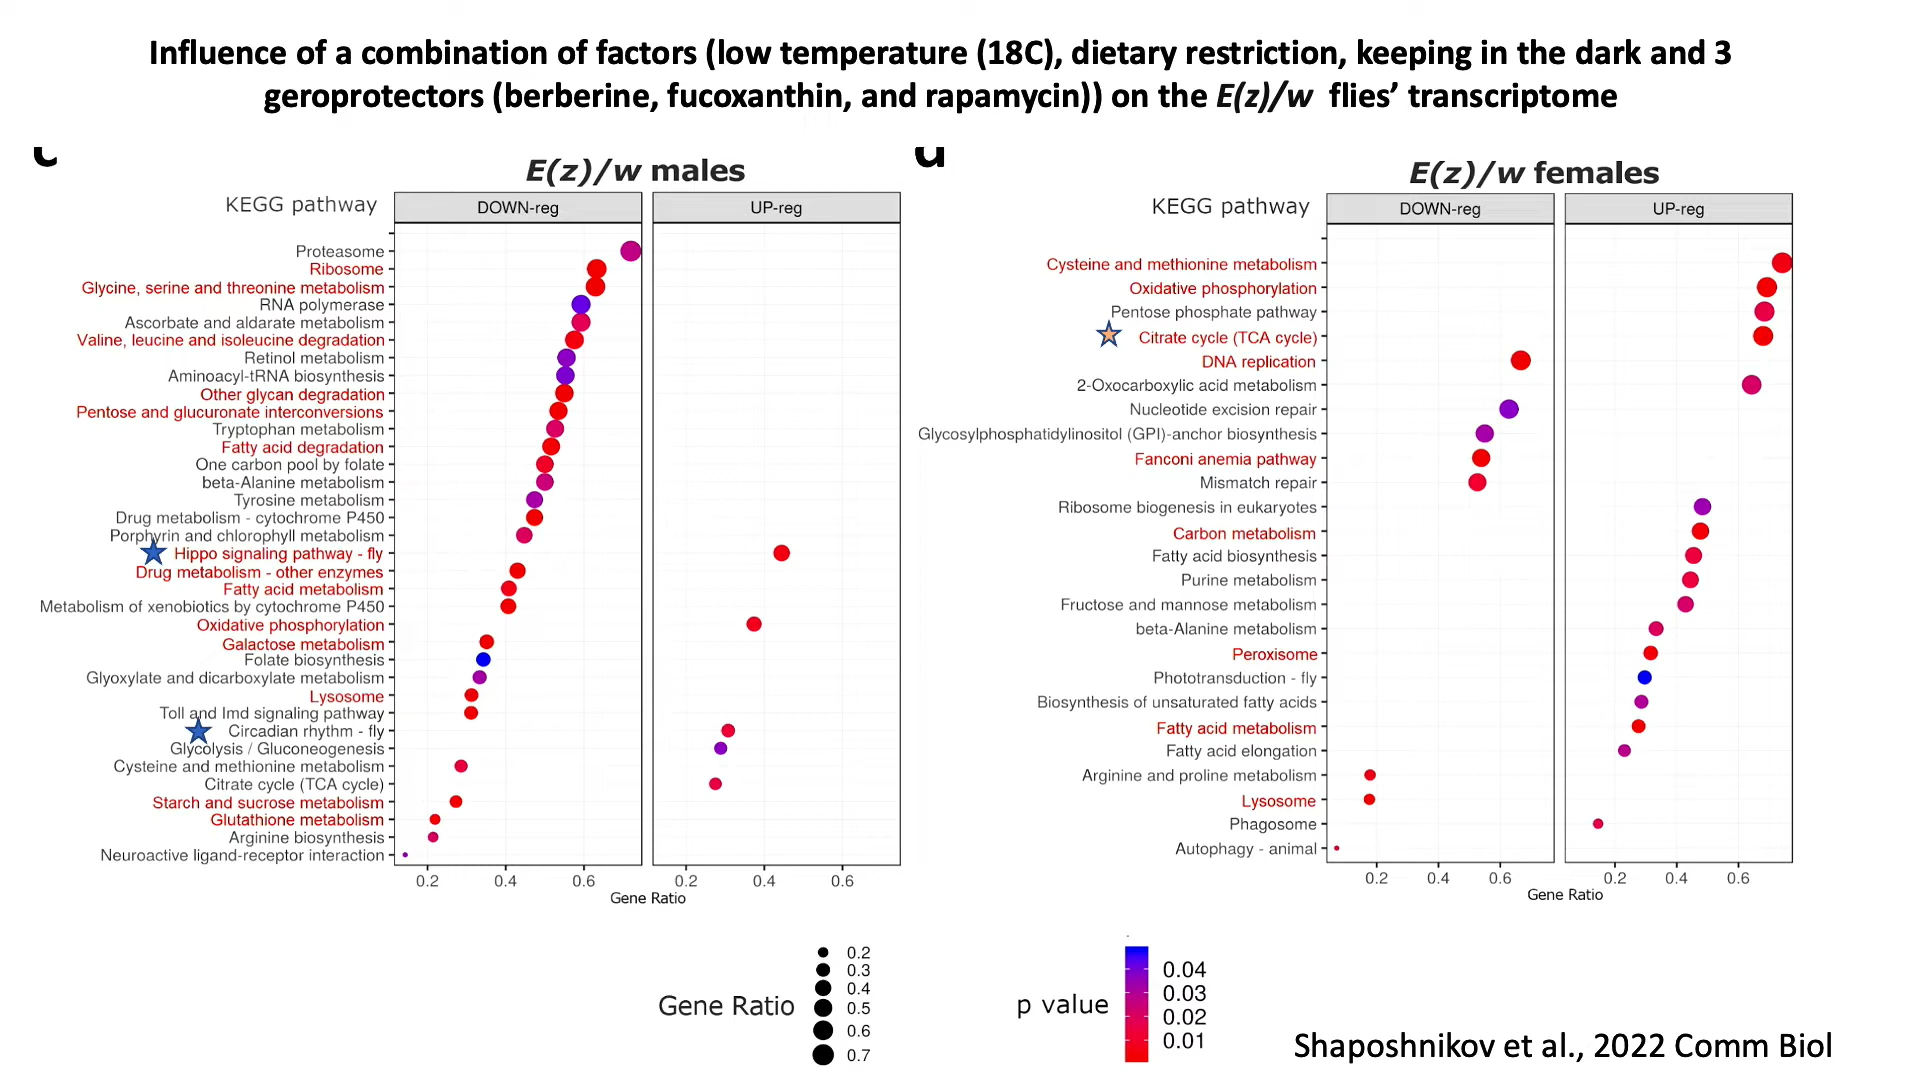 Influence of a combination of factors (low temperature (18C), dietary restriction, keeping in the dark and 3
geroprotectors (berberine, fucoxanthin, and rapamycin)) on the E(z)/w flies’ transcriptome
c
E(z)/w males
KEGG pathway
DOWN-reg
UP-reg
Proteasome
Ribosome
Glycine, serine and threonine metabolism
RNA polymerase
Ascorbate and aldarate metabolism
Valine, leucine and isoleucine degradation
Retinol metabolism
Aminoacyl-tRNA biosynthesis
Other glycan degradation
Pentose and glucuronate interconversions
Tryptophan metabolism
Fatty acid degradation
One carbon pool by folate
beta-Alanine metabolism
Tyrosine metabolism
Drug metabolism - cytochrome P450
Porphyrin and chlorophyll metabolism
Hippo signaling pathway - fly
Drug metabolism - other enzymes
Fatty acid metabolism
Metabolism of xenobiotics by cytochrome P450
Oxidative phosphorylation
Galactose metabolism
Folate biosynthesis
Glyoxylate and dicarboxylate metabolism
Lysosome
Toll and Imd signaling pathway
Circadian rhythm - fly
Glycolysis / Gluconeogenesis
Cysteine and methionine metabolism
Citrate cycle (TCA cycle)
Starch and sucrose metabolism
Glutathione metabolism
Arginine biosynthesis
Neuroactive ligand-receptor interaction
0.2 0.4 0.6 0.2 0.4 0.6
Gene Ratio
d
E(z)/w females
KEGG pathway
DOWN-reg
UP-reg
Cysteine and methionine metabolism
Oxidative phosphorylation
Pentose phosphate pathway
Citrate cycle (TCA cycle)
DNA replication
2-Oxocarboxylic acid metabolism
Nucleotide excision repair
Glycosylphosphatidylinositol (GPI)-anchor biosynthesis
Fanconi anemia pathway
Mismatch repair
Ribosome biogenesis in eukaryotes
Carbon metabolism
Fatty acid biosynthesis
Purine metabolism
Fructose and mannose metabolism
beta-Alanine metabolism
Peroxisome
Phototransduction - fly
Biosynthesis of unsaturated fatty acids
Fatty acid metabolism
Fatty acid elongation
Arginine and proline metabolism
Lysosome
Phagosome
Autophagy - animal
0.2 0.4 0.6 0.2 0.4 0.6
Gene Ratio
Gene Ratio
0.2
0.3
0.4
0.5
0.6
0.7
p value
0.04
0.03
0.02
0.01
Shaposhnikov et al., 2022 Comm Biol